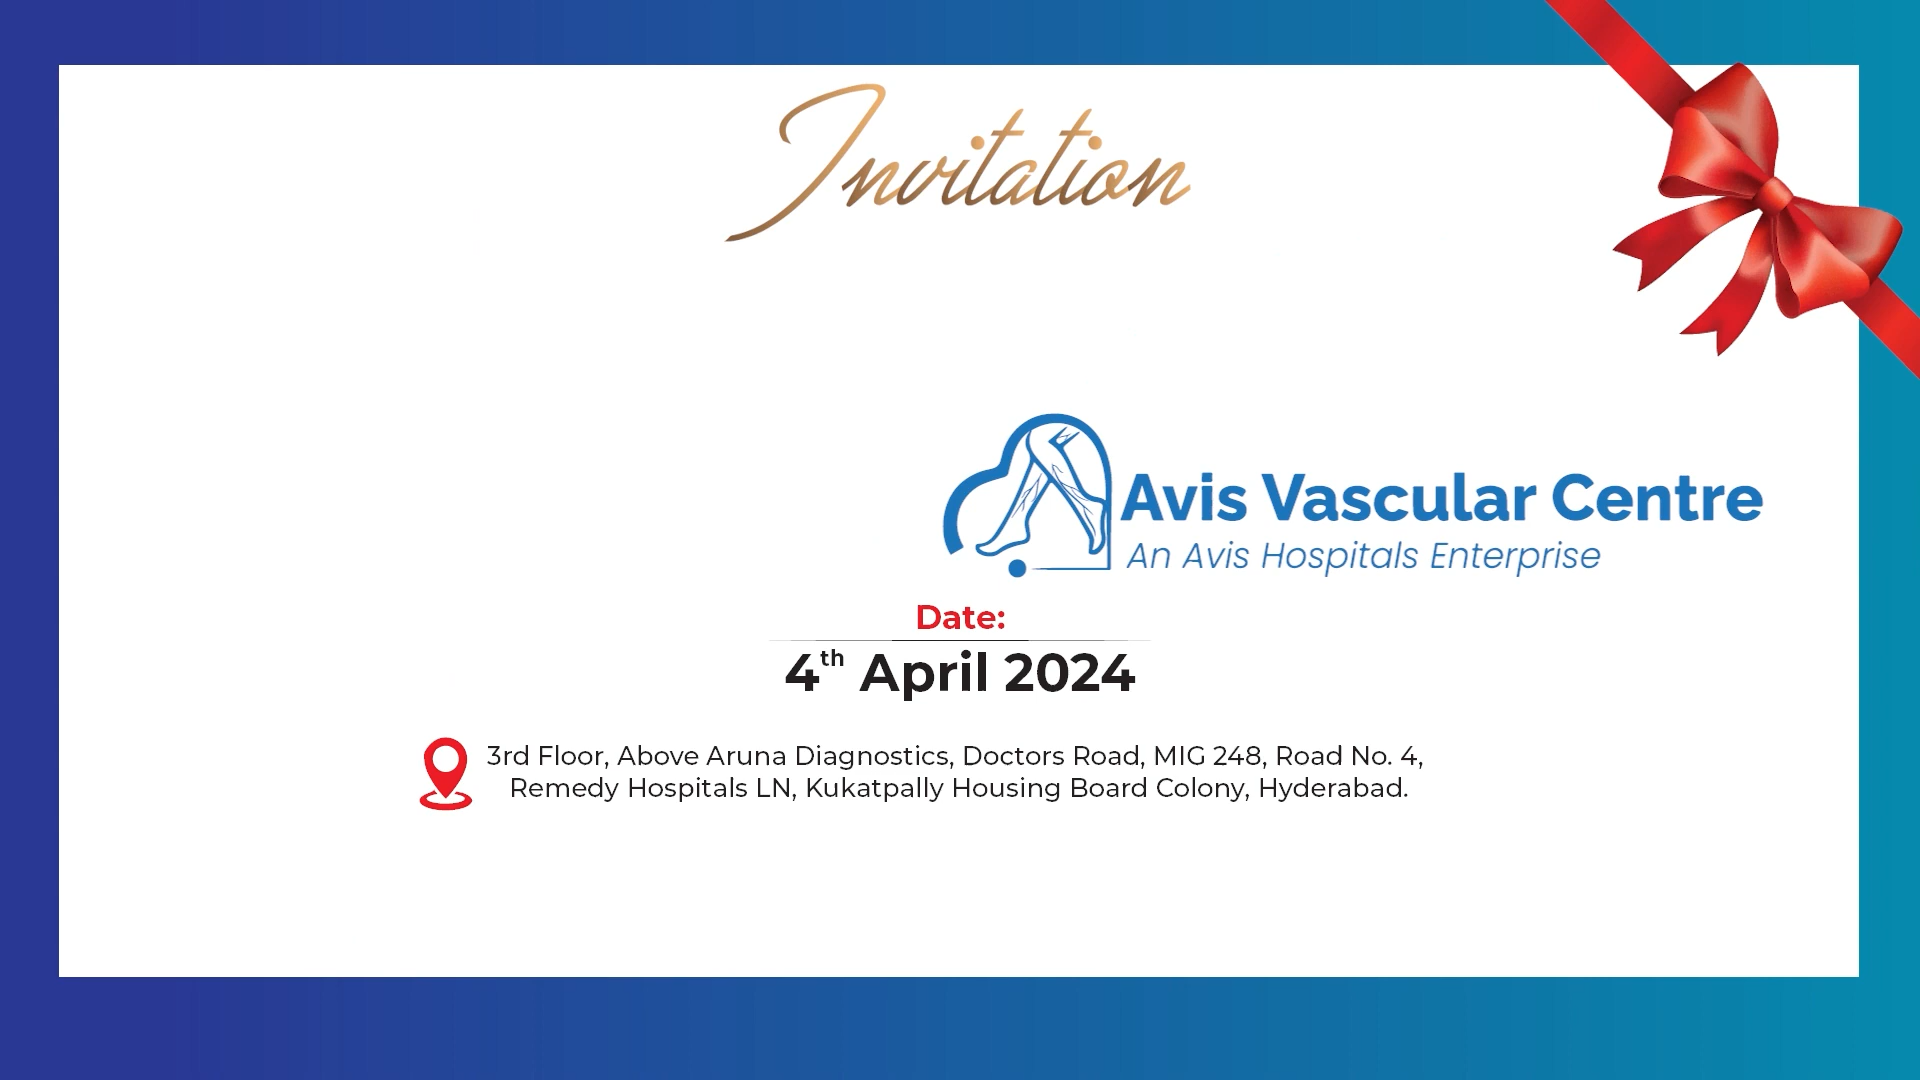 Invitation
Avis Vascular Centre
An Avis Hospitals Enterprise
Date:
4th April 2024
3rd Floor, Above Aruna Diagnostics, Doctors Road, MIG 248, Road No. 4,
Remedy Hospitals LN, Kukatpally Housing Board Colony, Hyderabad.